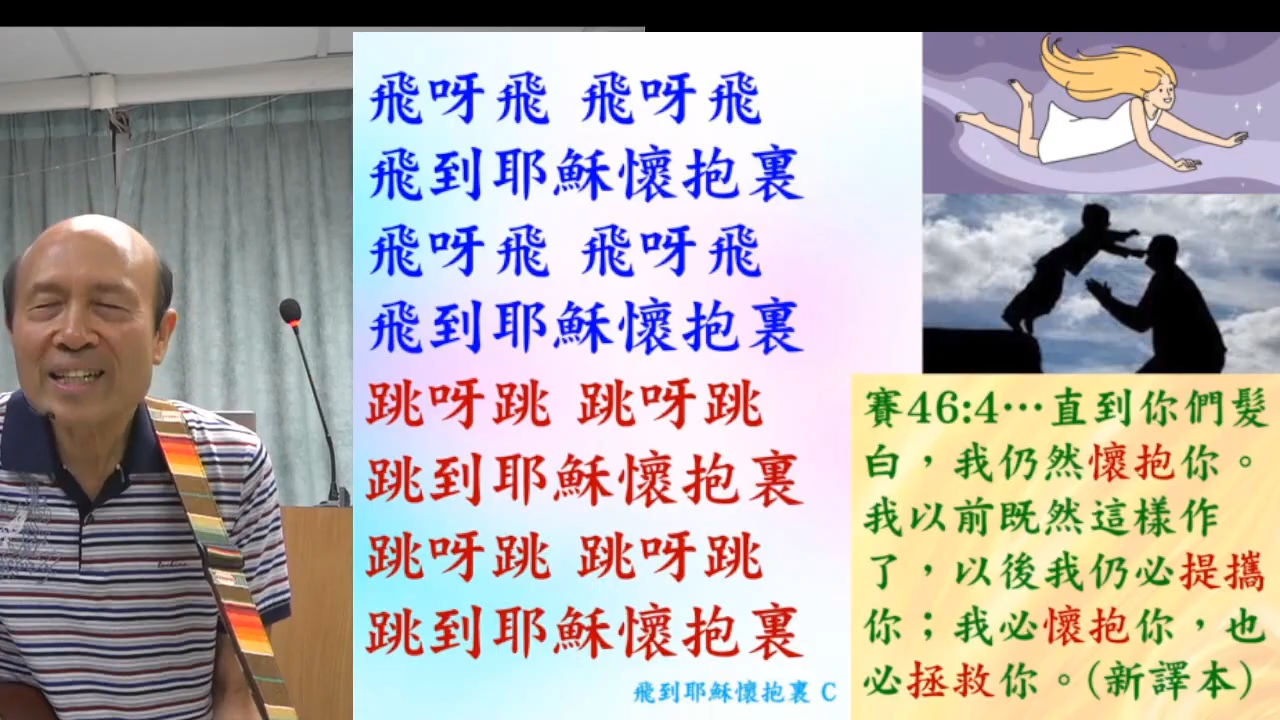 飛呀飛 飛呀飛
飛到耶穌懷抱裏
飛呀飛 飛呀飛
飛到耶穌懷抱裏
跳呀跳 跳呀跳
跳到耶穌懷抱裏
跳呀跳 跳呀跳
跳到耶穌懷抱裏
飛到耶穌懷抱裏 C
賽46:4…直到你們髮
白，我仍然懷抱你。
我以前既然這樣作
了，以後我仍必提攜
你；我必懷抱你，也
必拯救你。(新譯本)